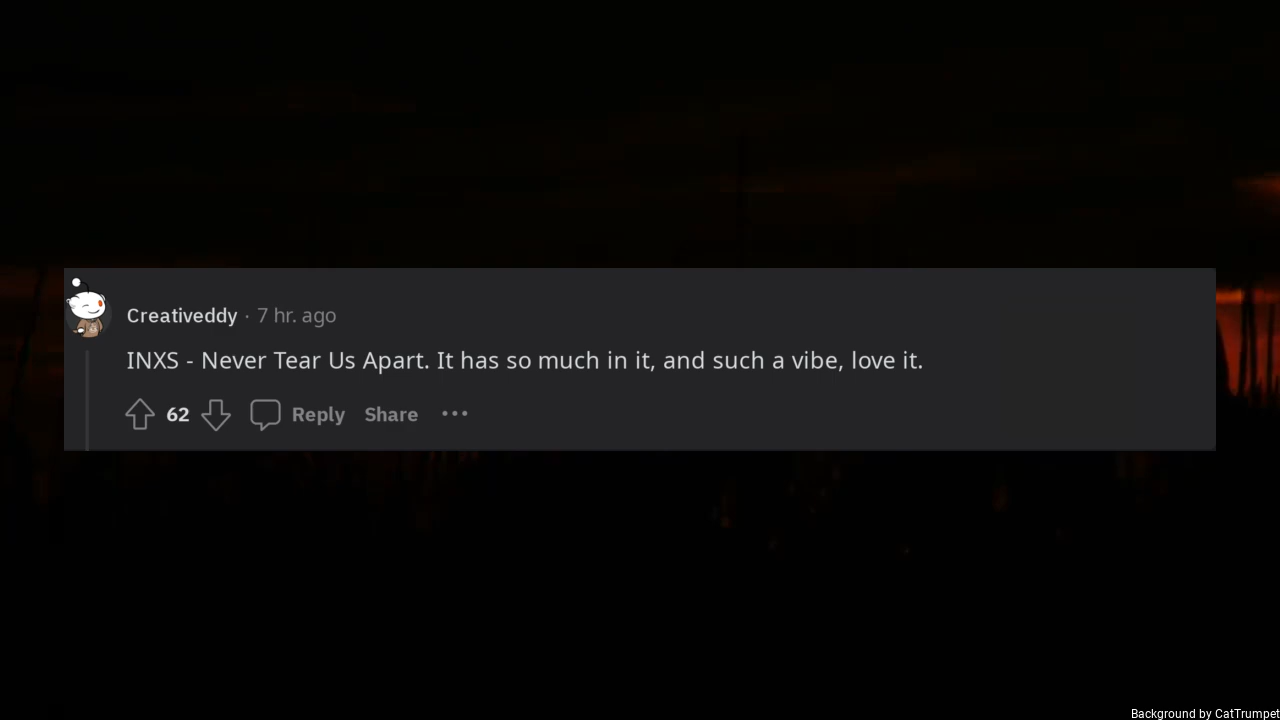 Creativeddy · 7 hr. ago
INXS - Never Tear Us Apart. It has so much in it, and such a vibe, love it.
62 Reply Share ...
Background by CatTrumpet